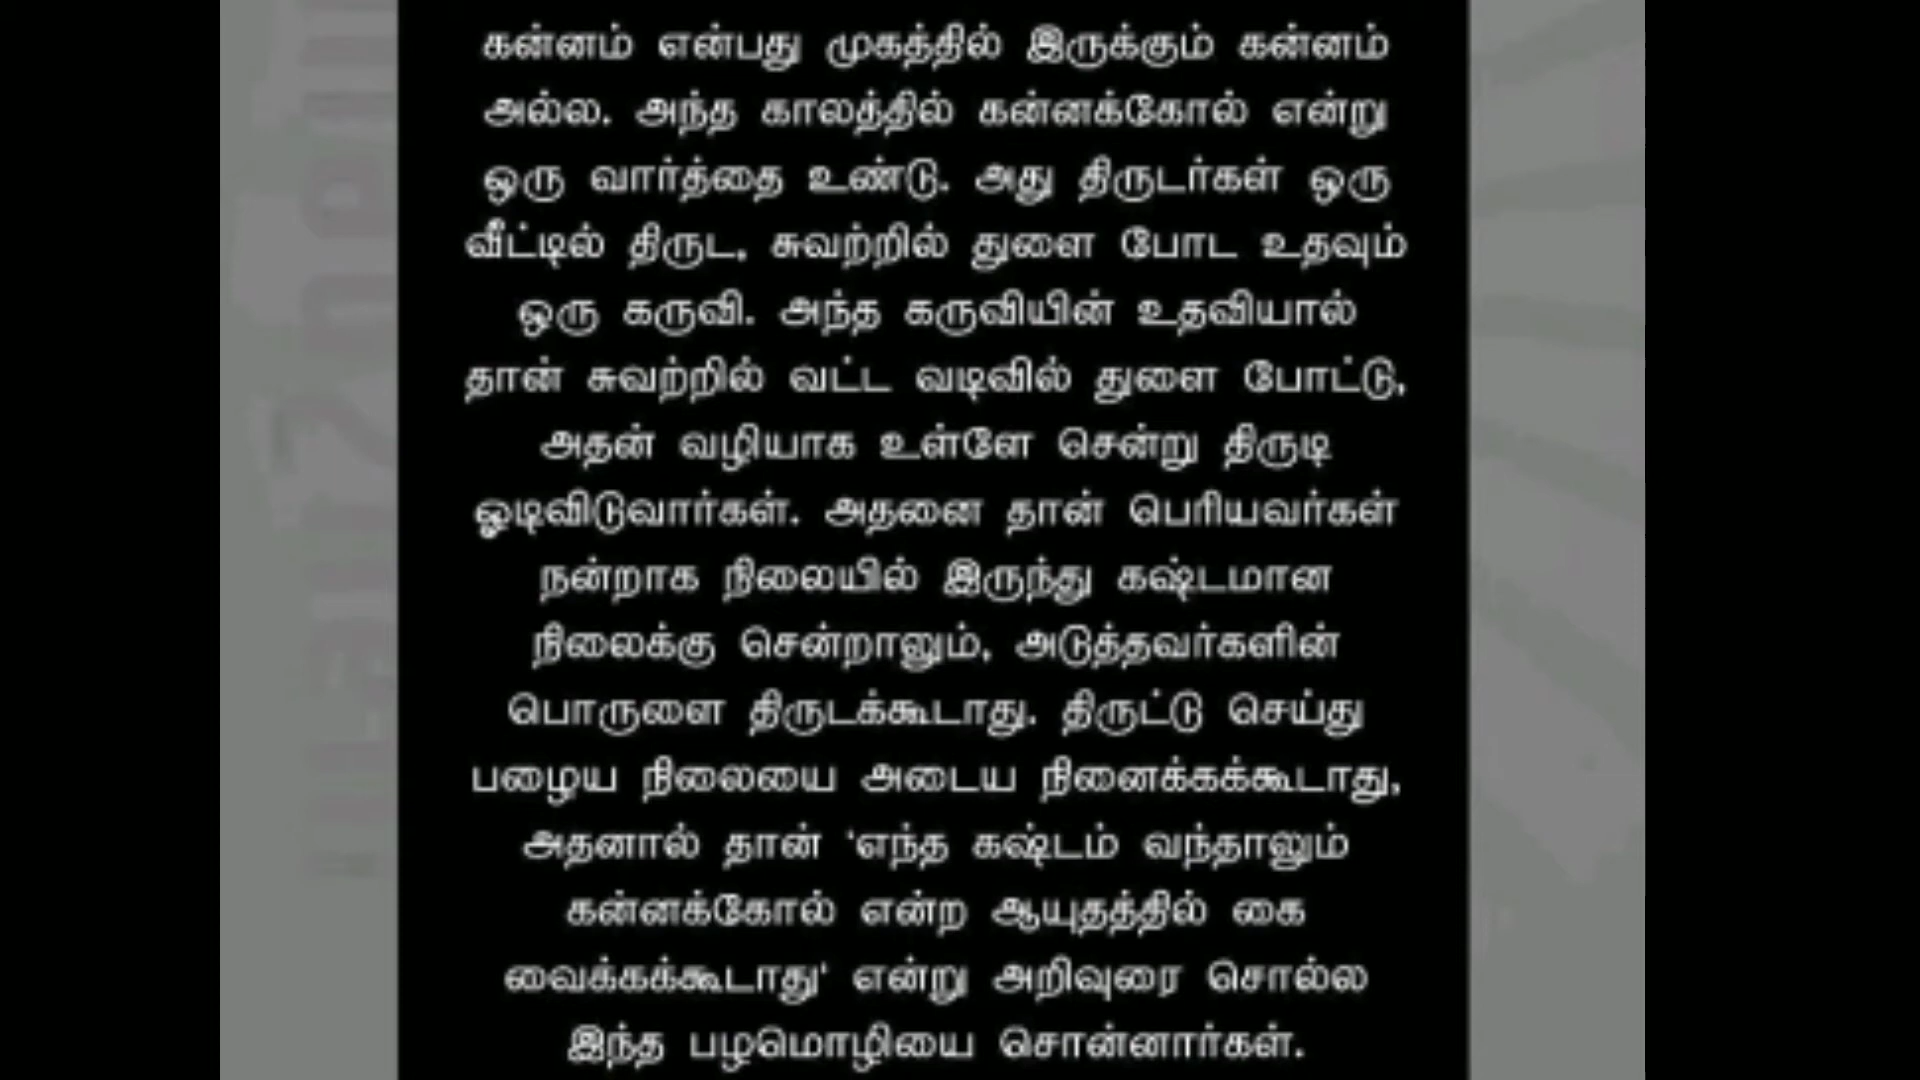 கன்னம் என்பது முகத்தில் இருக்கும் கன்னம்
அல்ல. அந்த காலத்தில் கன்னக்கோல் என்று
ஒரு வார்த்தை உண்டு. அது திருடர்கள் ஒரு
வீட்டில் திருட, சுவற்றில் துளை போட உதவும்
ஒரு கருவி. அந்த கருவியின் உதவியால்
தான் சுவற்றில் வட்ட வடிவில் துளை போட்டு,
அதன் வழியாக உள்ளே சென்று திருடி
ஓடிவிடுவார்கள். அதனை தான் பெரியவர்கள்
நன்றாக நிலையில் இருந்து கஷ்டமான
நிலைக்கு சென்றாலும், அடுத்தவர்களின்
பொருளை திருடக்கூடாது. திருட்டு செய்து
பழைய நிலையை அடைய நினைக்கக்கூடாது,
அதனால் தான் 'எந்த கஷ்டம் வந்தாலும்
கன்னக்கோல் என்ற ஆயுதத்தில் கை
வைக்கக்கூடாது' என்று அறிவுரை சொல்ல
இந்த பழமொழியை சொன்னார்கள்.